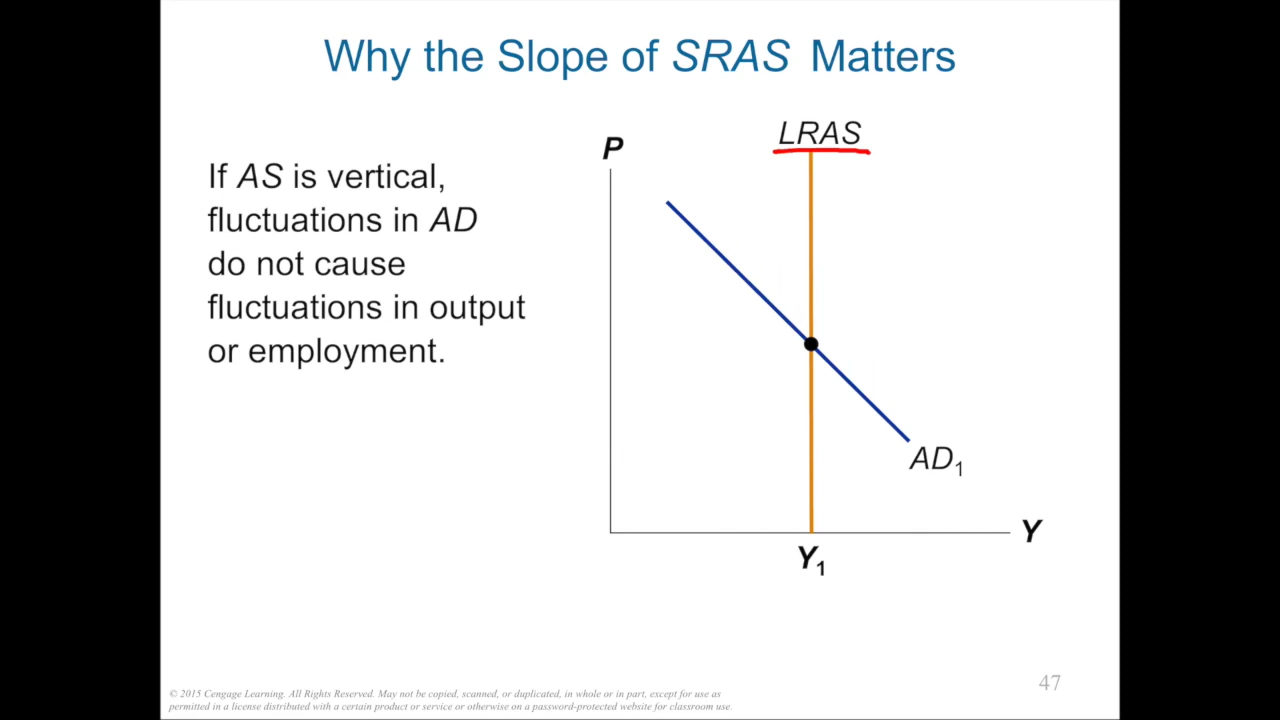 Why the Slope of SRAS Matters
If AS is vertical,
fluctuations in AD
do not cause
fluctuations in output
or employment.
P
LRAS
AD1
Y
Y1
47
© 2015 Cengage Learning. All Rights Reserved. May not be copied, scanned, or duplicated, in whole or in part, except for use as
permitted in a license distributed with a certain product or service or otherwise on a password-protected website for classroom use.